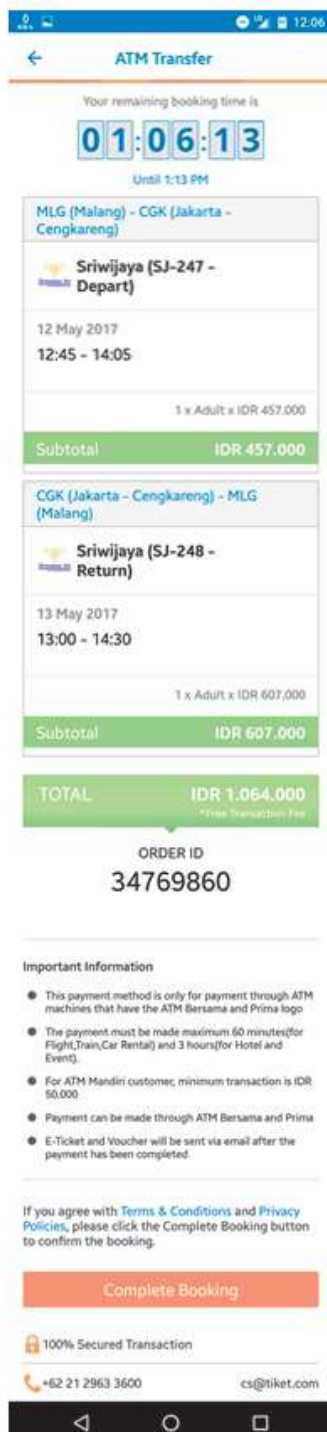 12:06
ATM Transfer
Your remaining booking time is
01:06:13
Until 1:13 PM
MLG (Malang) - CGK (Jakarta -
Cengkareng)
Sriwijaya (SJ-247 -
Depart)
12 May 2017
12:45 - 14:05
1 x Adult x IDR 457.000
Subtotal IDR 457.000
CGK (Jakarta - Cengkareng) - MLG
(Malang)
Sriwijaya (SJ-248 -
Return)
13 May 2017
13:00 - 14:30
1 x Adult x IDR 607.000
Subtotal IDR 607.000
TOTAL IDR 1.064.000
*Free Transaction Fee
ORDER ID
34769860
Important Information
This payment method is only for payment through ATM
machines that have the ATM Bersama and Prima logo
The payment must be made maximum 60 minutes(for
Flight,Train,Car Rental) and 3 hours(for Hotel and
Event).
For ATM Mandiri customer, minimum transaction is IDR
50.000
Payment can be made through ATM Bersama and Prima
E-Ticket and Voucher will be sent via email after the
payment has been completed
If you agree with Terms & Conditions and Privacy
Policies, please click the Complete Booking button
to confirm the booking.
Complete Booking
100% Secured Transaction
+62 21 2963 3600 cs@tiket.com